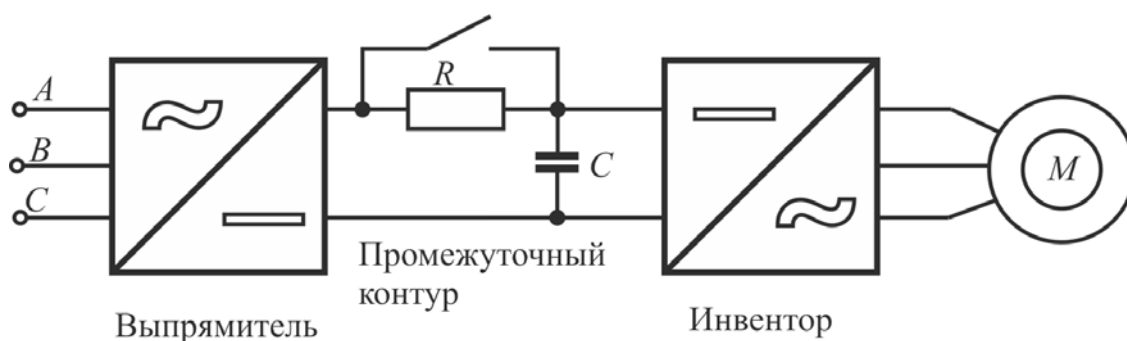 R
A
B
C
C
M
Промежуточный
контур
Выпрямитель
Инвентор